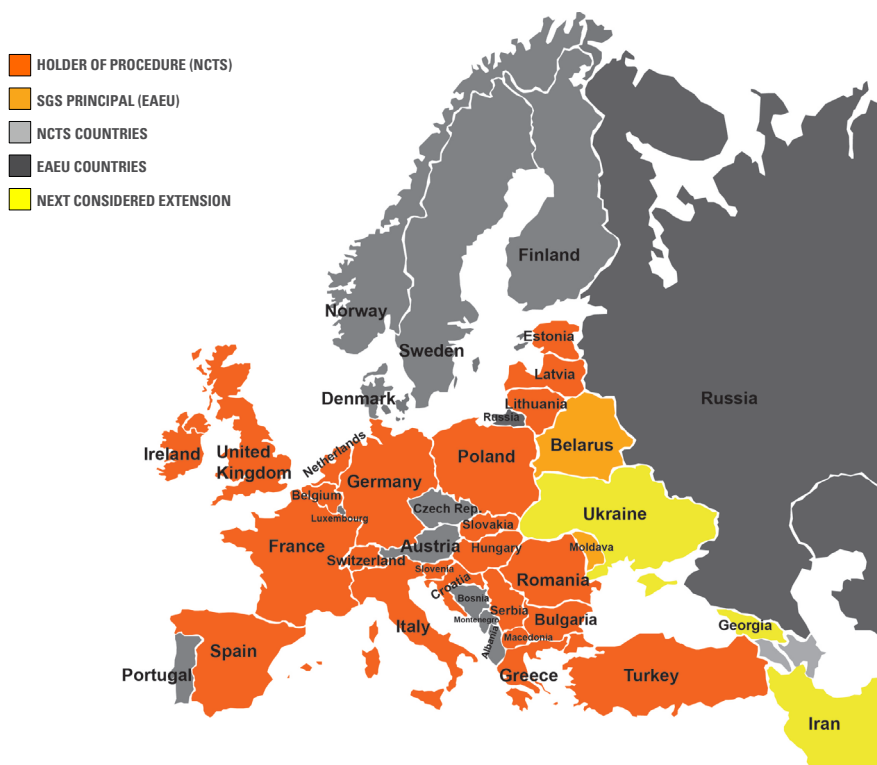 HOLDER OF PROCEDURE (NCTS)
SGS PRINCIPAL (EAEU)
NCTS COUNTRIES
EAEU COUNTRIES
NEXT CONSIDERED EXTENSION
Finland
Norway
Sweden
Estonia
Latvia
Denmark
Lithuania
Russia
Russia
Belarus
Ireland
United
Kingdom
Netherlands
Poland
Germany
Belgium
Czech Rep.
Ukraine
Luxembourg
Slovakia
France
Austria
Hungary
Moldava
Switzerland
Slovenia
Romania
Croatia
Bosnia
Serbia
Montenegro
Bulgaria
Georgia
Italy
Macedonia
Albania
Spain
Portugal
Greece
Turkey
Iran